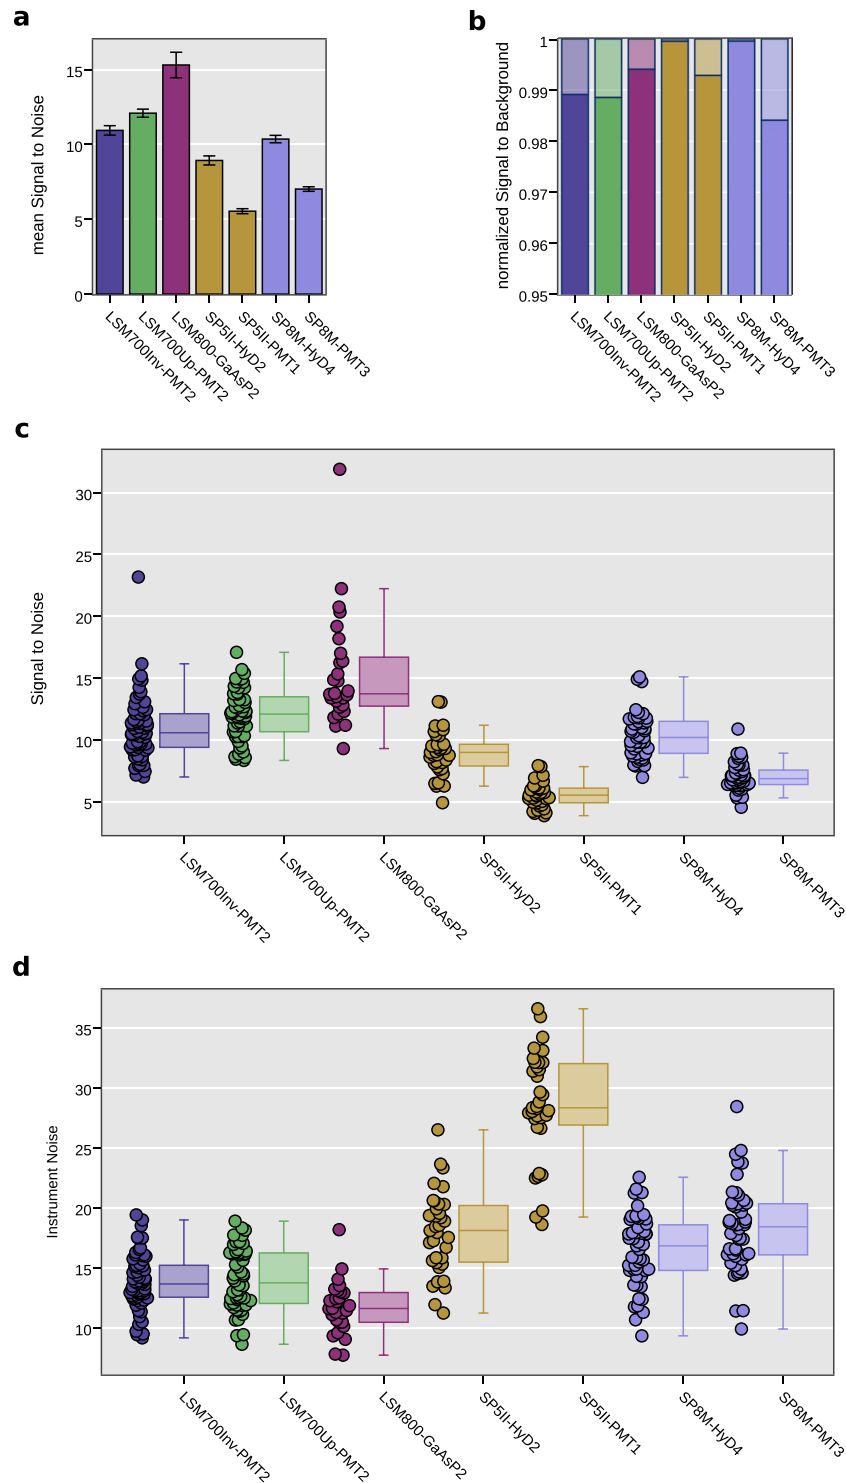 a
mean Signal to Noise
15
10
5
0
LSM700Inv-PMT2
LSM700Up-PMT2
LSM800-GaAsP2
SP5II-HyD2
SP5II-PMT1
SP8M-HyD4
SP8M-PMT3
b
normalized Signal to Background
1
0.99
0.98
0.97
0.96
0.95
LSM700Inv-PMT2
LSM700Up-PMT2
LSM800-GaAsP2
SP5II-HyD2
SP5II-PMT1
SP8M-HyD4
SP8M-PMT3
c
Signal to Noise
30
25
20
15
10
5
LSM700Inv-PMT2
LSM700Up-PMT2
LSM800-GaAsP2
SP5II-HyD2
SP5II-PMT1
SP8M-HyD4
SP8M-PMT3
d
Instrument Noise
35
30
25
20
15
10
LSM700Inv-PMT2
LSM700Up-PMT2
LSM800-GaAsP2
SP5II-HyD2
SP5II-PMT1
SP8M-HyD4
SP8M-PMT3